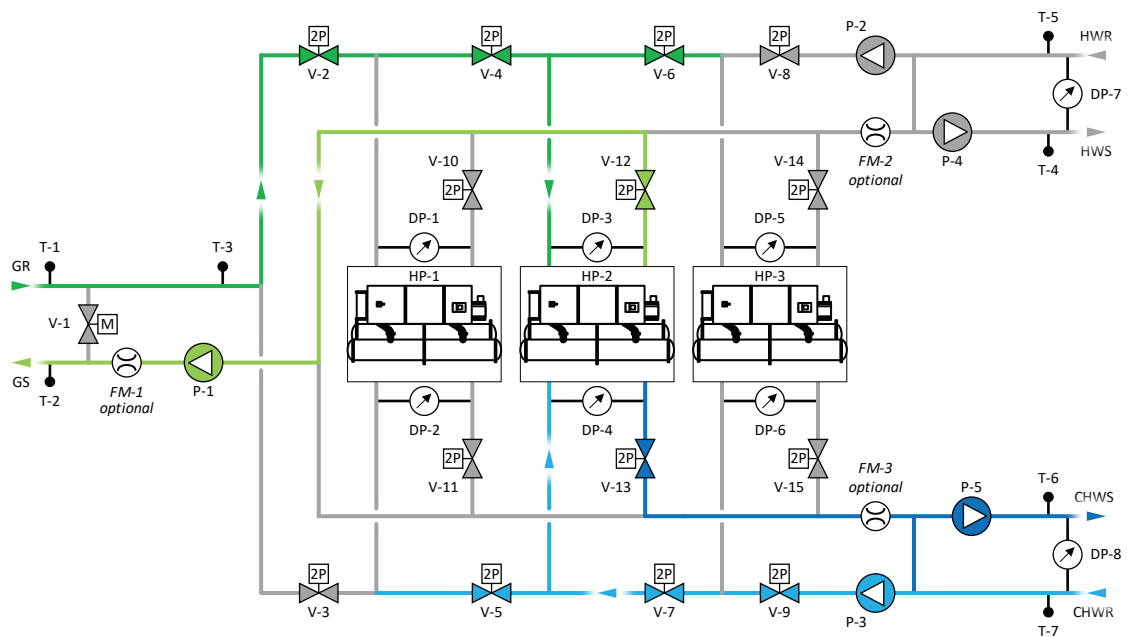 2P 2P 2P 2P P-2 T-5 HWR
V-2 V-4 V-6 V-8
DP-7
V-10 V-12 V-14
2P 2P 2P
FM-2
optional
P-4 T-4 HWS
DP-1 DP-3 DP-5
T-1 T-3
GR HP-1 HP-2 HP-3
V-1 M
GS T-2 FM-1
optional
P-1
DP-2 DP-4 DP-6
2P 2P 2P
V-11 V-13 V-15
FM-3
optional
P-5 T-6 CHWS
DP-8
2P 2P 2P 2P
V-3 V-5 V-7 V-9 P-3 T-7 CHWR